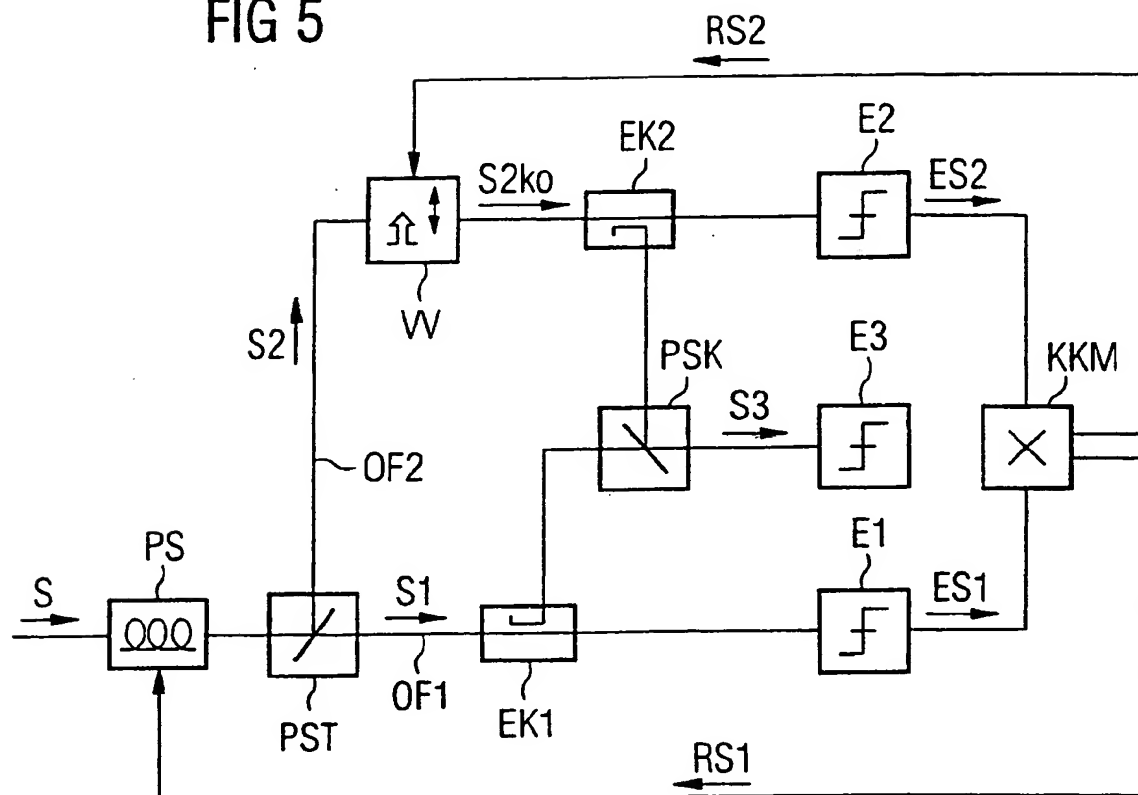 FIG 5
RS2
EK2
E2
S2ko
ES2
VV
S2
PSK
E3
KKM
S3
OF2
PS
E1
S
S1
ES1
OF1
EK1
PST
RS1